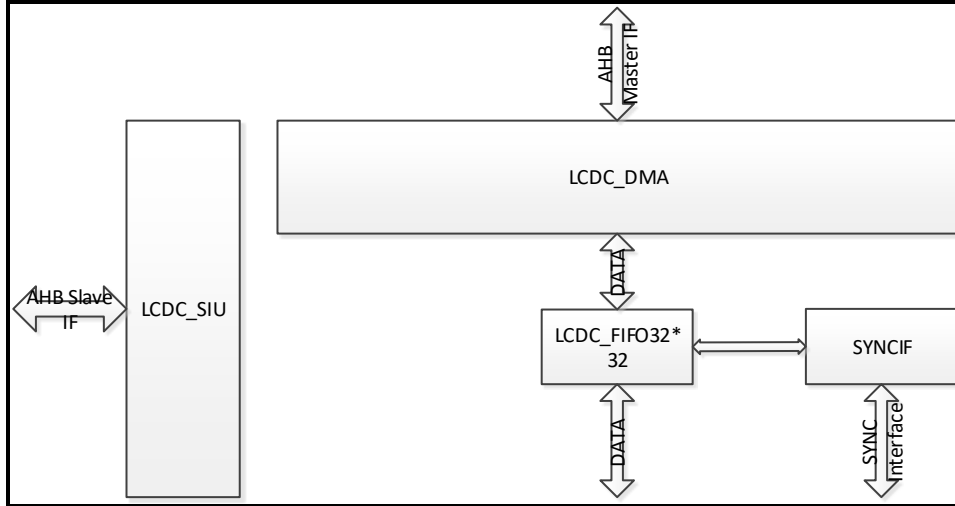 AHB
Master IF
LCDC_DMA
DATA
AHB Slave
IF
LCDC_SIU
LCDC_FIFO32*
32
SYNCIF
DATA
SYNC
Interface